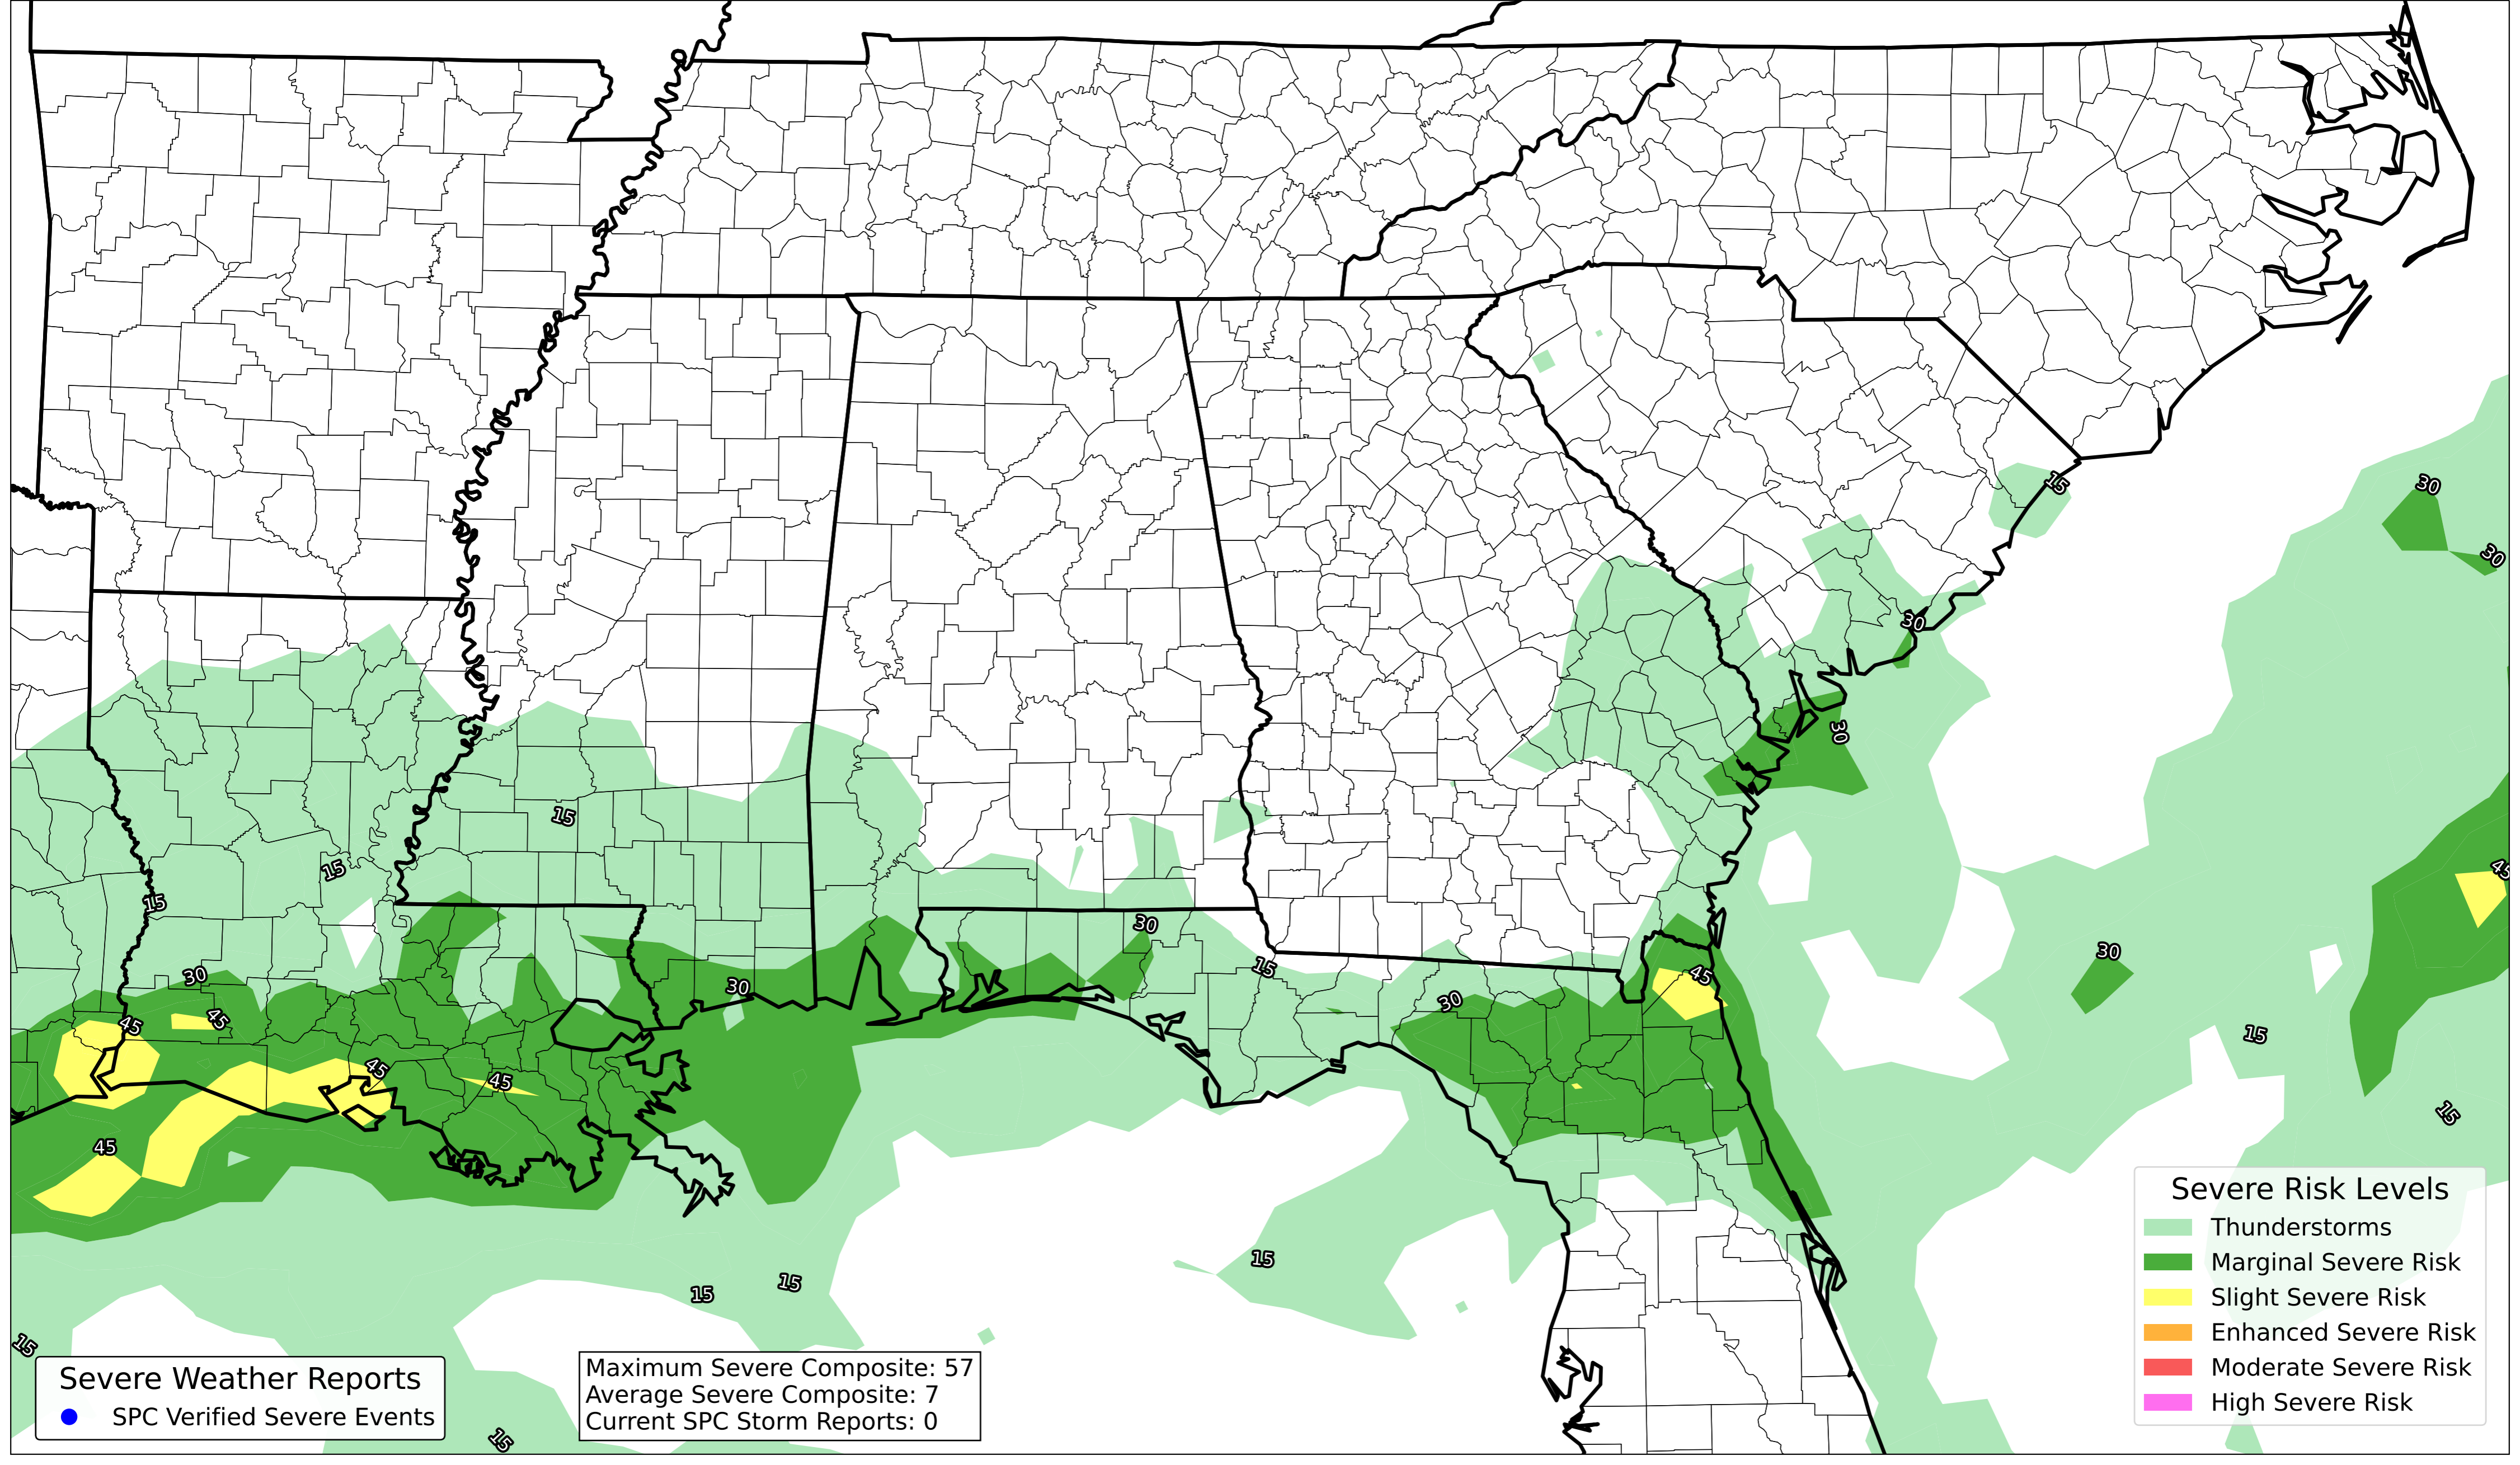 15
30
30
30
15
30
15
45
15
15
30
30
15
45
30
30
30
45
45
15
45
45
15
45
15
15
15
15
15
Severe Risk Levels
Thunderstorms
Marginal Severe Risk
Slight Severe Risk
Enhanced Severe Risk
Moderate Severe Risk
High Severe Risk
Severe Weather Reports
SPC Verified Severe Events
Maximum Severe Composite: 57
Average Severe Composite: 7
Current SPC Storm Reports: 0